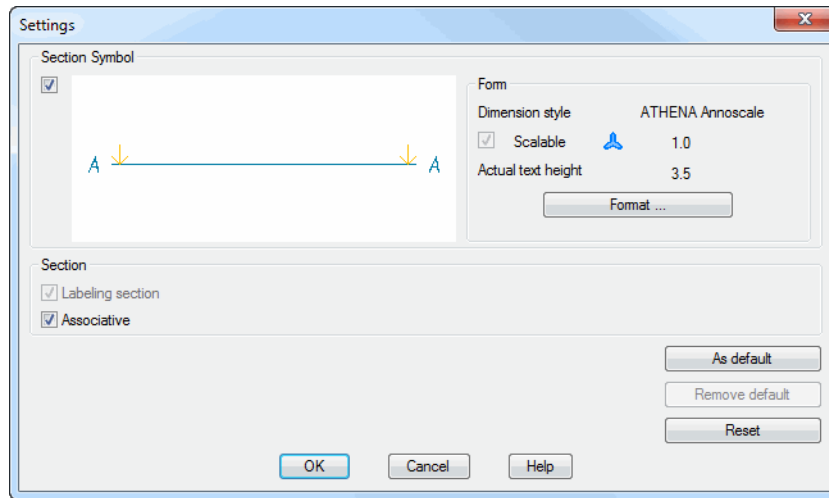 Settings
Section Symbol
A A
Form
Dimension style ATHENA Annoscale
Scalable 1.0
Actual text height 3.5
Format ...
Section
Labeling section
Associative
As default
Remove default
Reset
OK Cancel Help